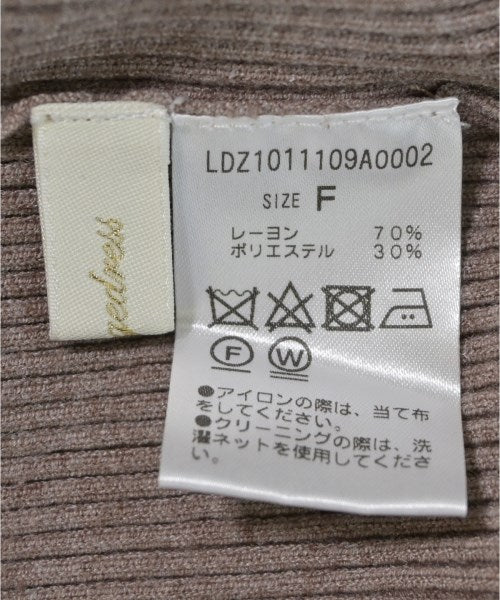 LDZ1011109A0002
SIZE F
レーヨン 70%
ポリエステル 30%
F W
●アイロンの際は、当て布
をしてください。
●クリーニングの際は、洗
濯ネットを使用してくださ
い。